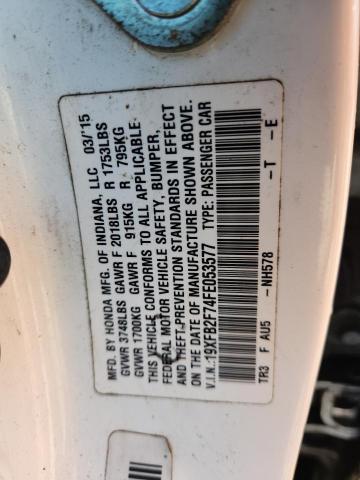 MFD. BY HONDA MFG. OF INDIANA, LLC 03/'15
GVWR 3748LBS GAWR F 2018LBS R 1753LBS
GVWR 1700KG GAWR F 915KG R 795KG
THIS VEHICLE CONFORMS TO ALL APPLICABLE
FEDERAL MOTOR VEHICLE SAFETY, BUMPER,
AND THEFT PREVENTION STANDARDS IN EFFECT
ON THE DATE OF MANUFACTURE SHOWN ABOVE.
V.I.N.: 19XFB2F74FE053577 TYPE: PASSENGER CAR
TR3 F AU5 - NH578 - T - E